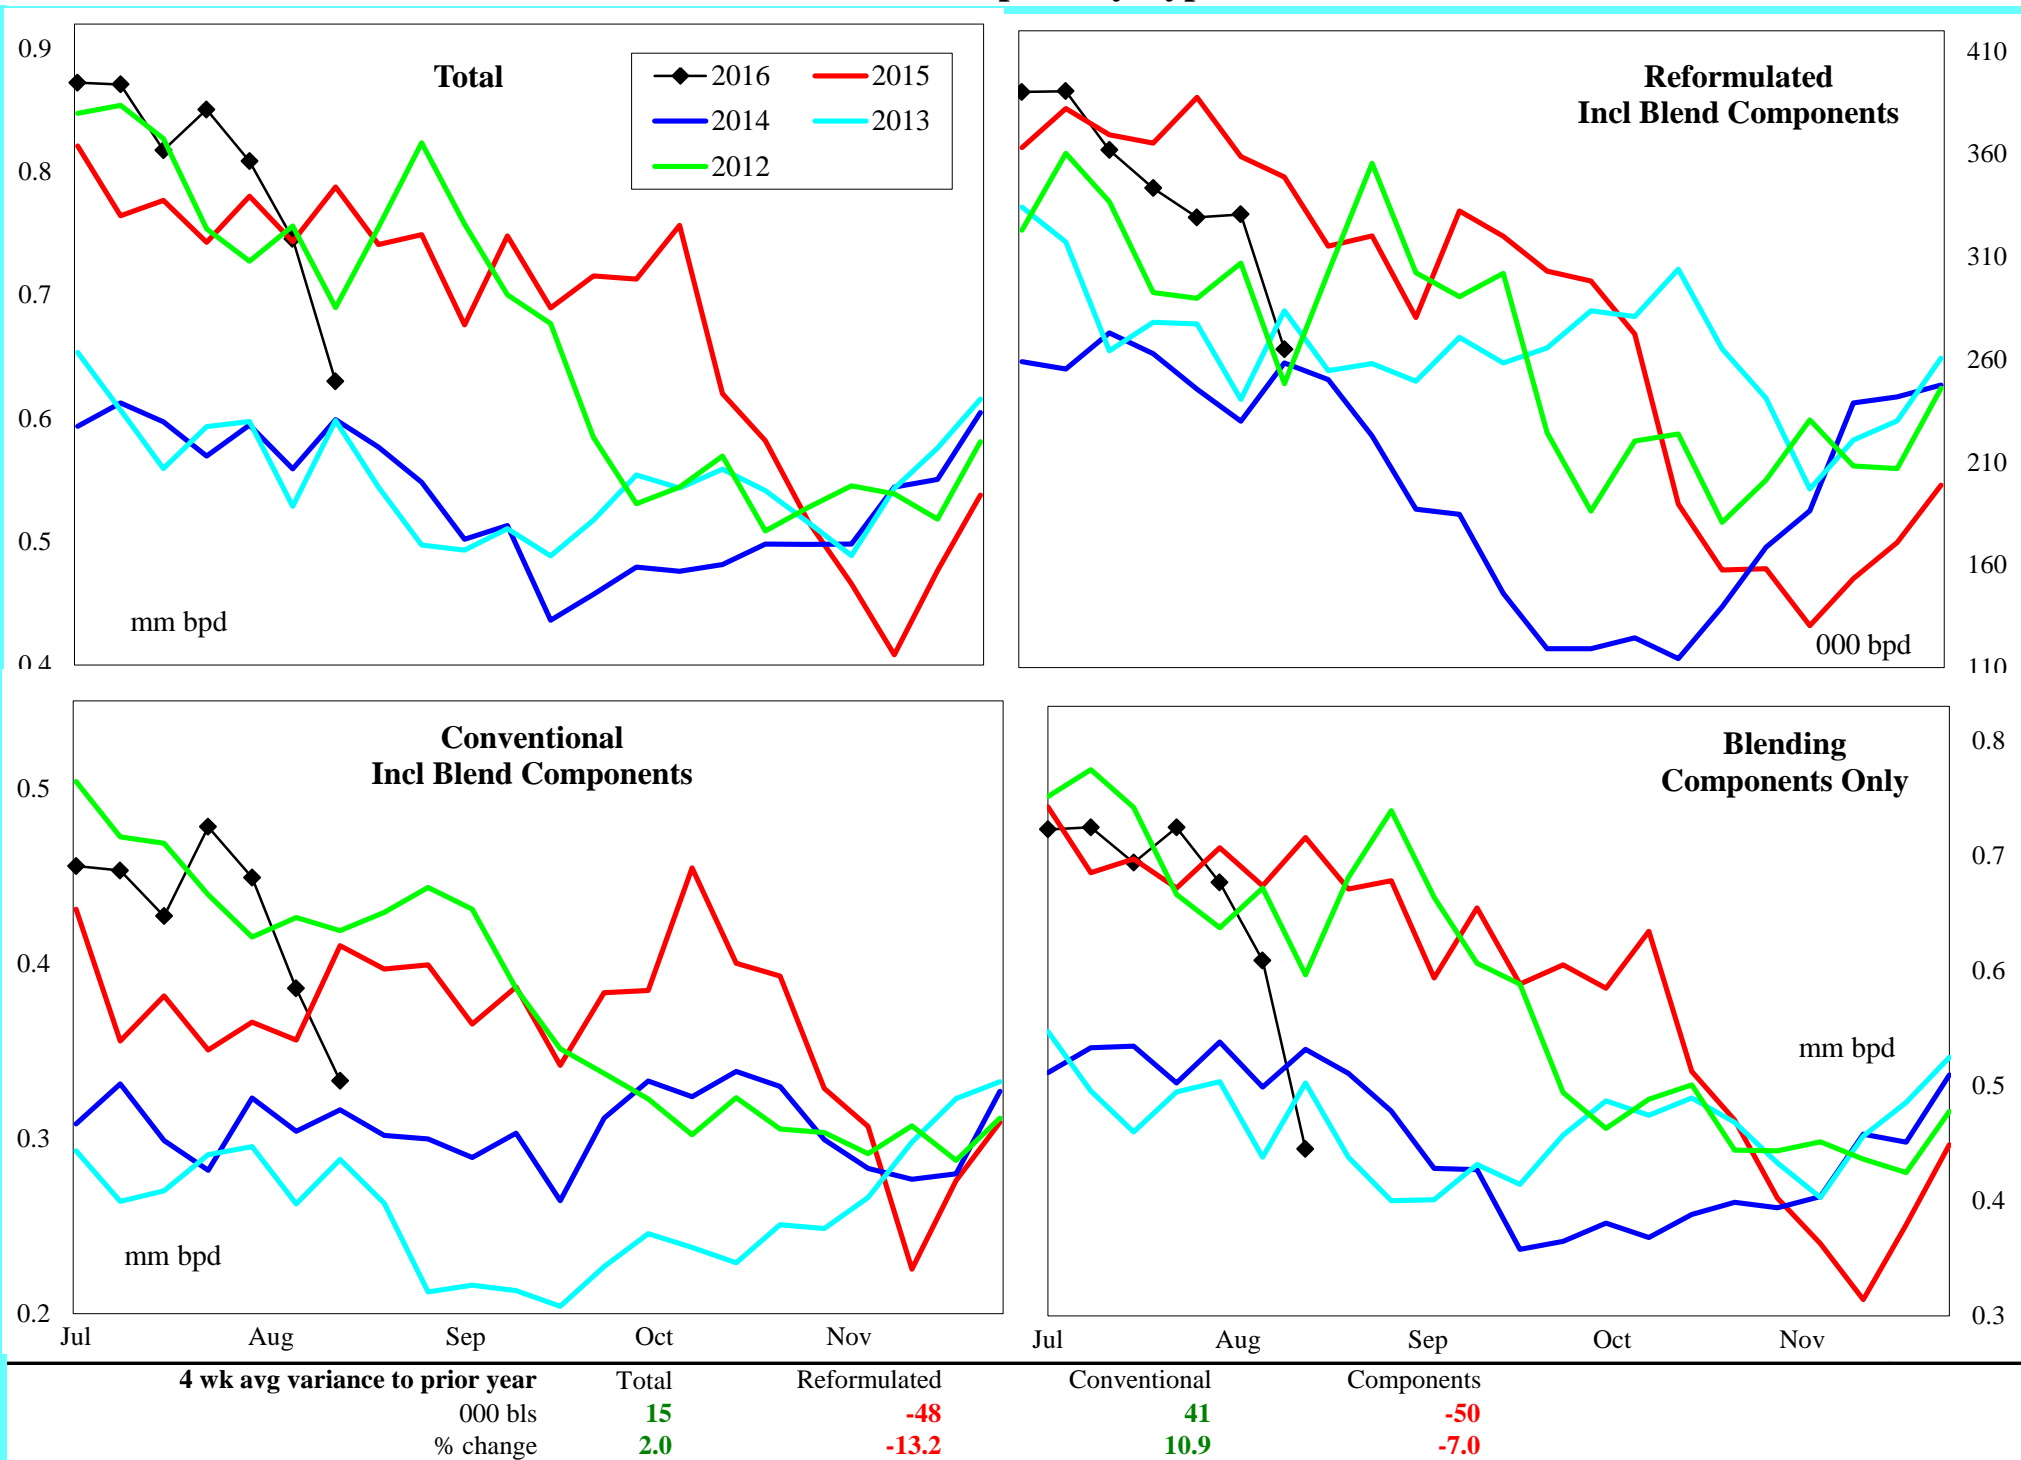 Total
2016
2015
2014
2013
2012
0.9
0.8
0.7
0.6
0.5
0.4
mm bpd
Reformulated
Incl Blend Components
410
360
310
260
210
160
110
000 bpd
Conventional
Incl Blend Components
0.5
0.4
0.3
0.2
mm bpd
Jul Aug Sep Oct Nov
Blending
Components Only
0.8
0.7
0.6
0.5
0.4
0.3
mm bpd
Jul Aug Sep Oct Nov
4 wk avg variance to prior year Total Reformulated Conventional Components
000 bls 15 -48 41 -50
% change 2.0 -13.2 10.9 -7.0